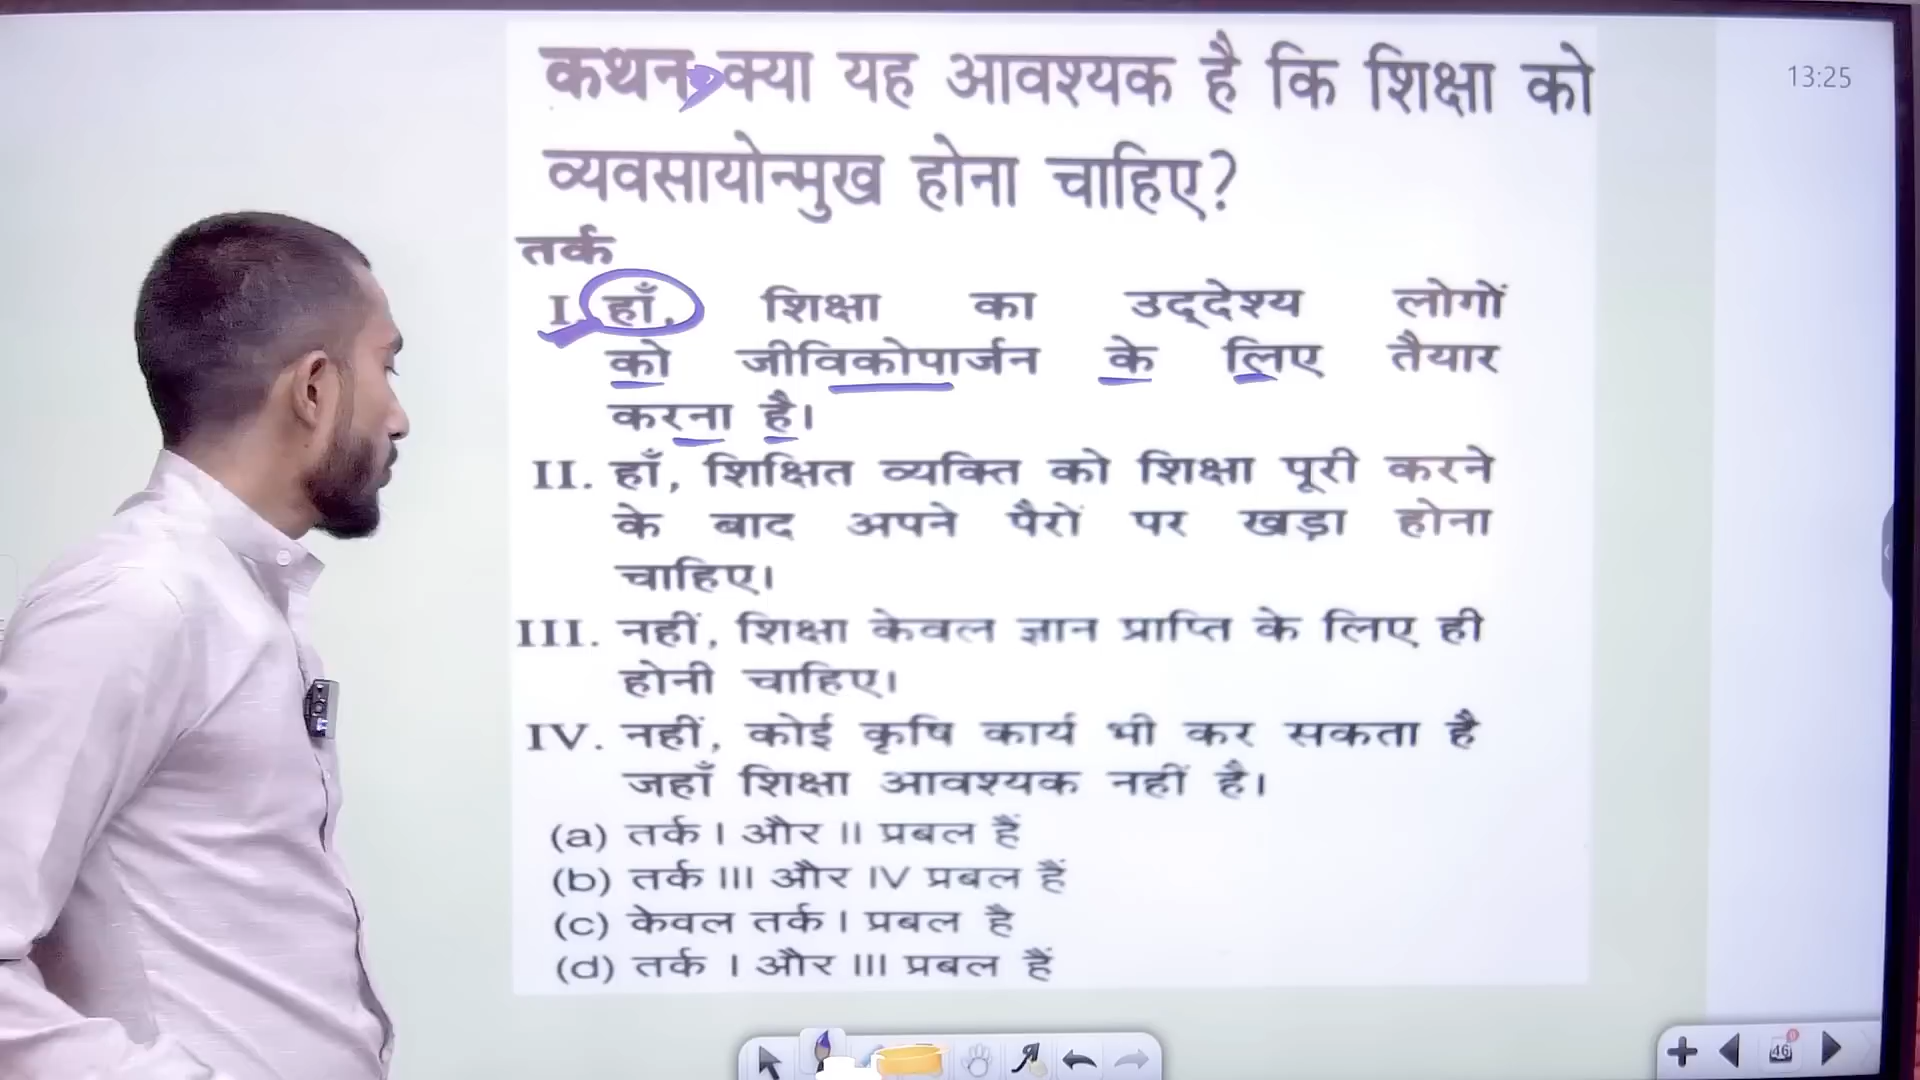 कथन, क्या यह आवश्यक है कि शिक्षा को
13:25
व्यवसायोन्मुख होना चाहिए?
तर्क
I. हाँ, शिक्षा का उद्देश्य लोगों
को जीविकोपार्जन के लिए तैयार
करना है।
II. हाँ, शिक्षित व्यक्ति को शिक्षा पूरी करने
के बाद अपने पैरों पर खड़ा होना
चाहिए।
III. नहीं, शिक्षा केवल ज्ञान प्राप्ति के लिए ही
होनी चाहिए।
IV. नहीं, कोई कृषि कार्य भी कर सकता है
जहाँ शिक्षा आवश्यक नहीं है।
(a) तर्क I और II प्रबल हैं
(b) तर्क III और IV प्रबल हैं
(c) केवल तर्क I प्रबल है
(d) तर्क I और III प्रबल हैं
46